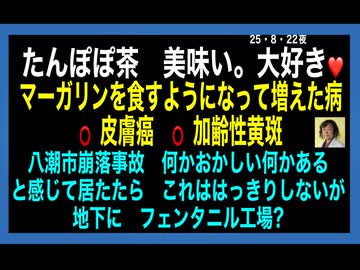 25・8・22夜
たんぽぽ茶　美味い。大好き❤
マーガリンを食すようになって増えた病
○ 皮膚癌　○ 加齢性黄斑
八潮市崩落事故　何かおかしい何かある
と感じて居たたら　これははっきりしないが
地下に　フェンタニル工場?